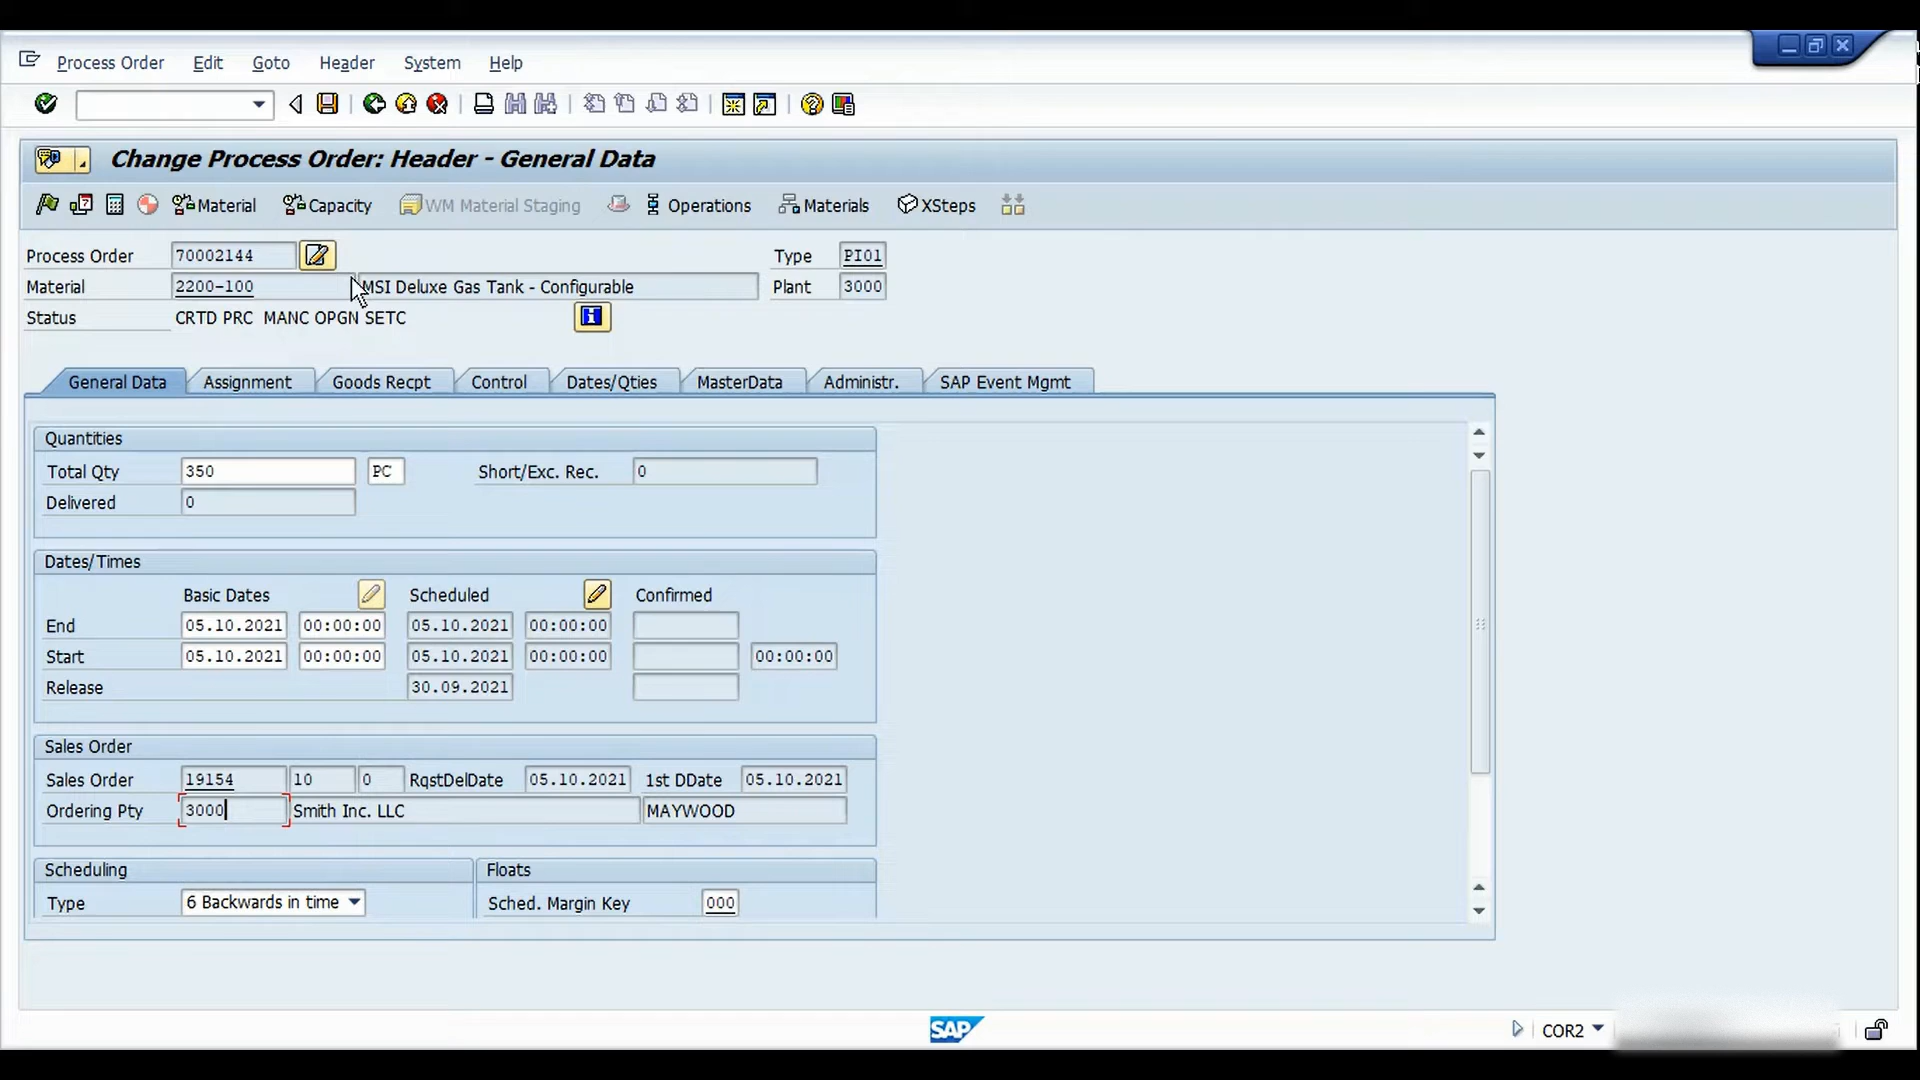 Process Order Edit Goto Header System Help
Change Process Order: Header - General Data
Material Capacity WM Material Staging Operations Materials XSteps
Process Order 70002144 Type PI01
Material 2200-100 MSI Deluxe Gas Tank - Configurable Plant 3000
Status CRTD PRC MANC OPGN SETC
General Data Assignment Goods Recpt Control Dates/Qties MasterData Administr. SAP Event Mgmt
Quantities
Total Qty 350 PC Short/Exc. Rec. 0
Delivered 0
Dates/Times
Basic Dates Scheduled Confirmed
End 05.10.2021 00:00:00 05.10.2021 00:00:00
Start 05.10.2021 00:00:00 05.10.2021 00:00:00 00:00:00
Release 30.09.2021
Sales Order
Sales Order 19154 10 0 RqstDelDate 05.10.2021 1st DDate 05.10.2021
Ordering Pty 3000 Smith Inc. LLC MAYWOOD
Scheduling Floats
Type 6 Backwards in time Sched. Margin Key 000
SAP COR2